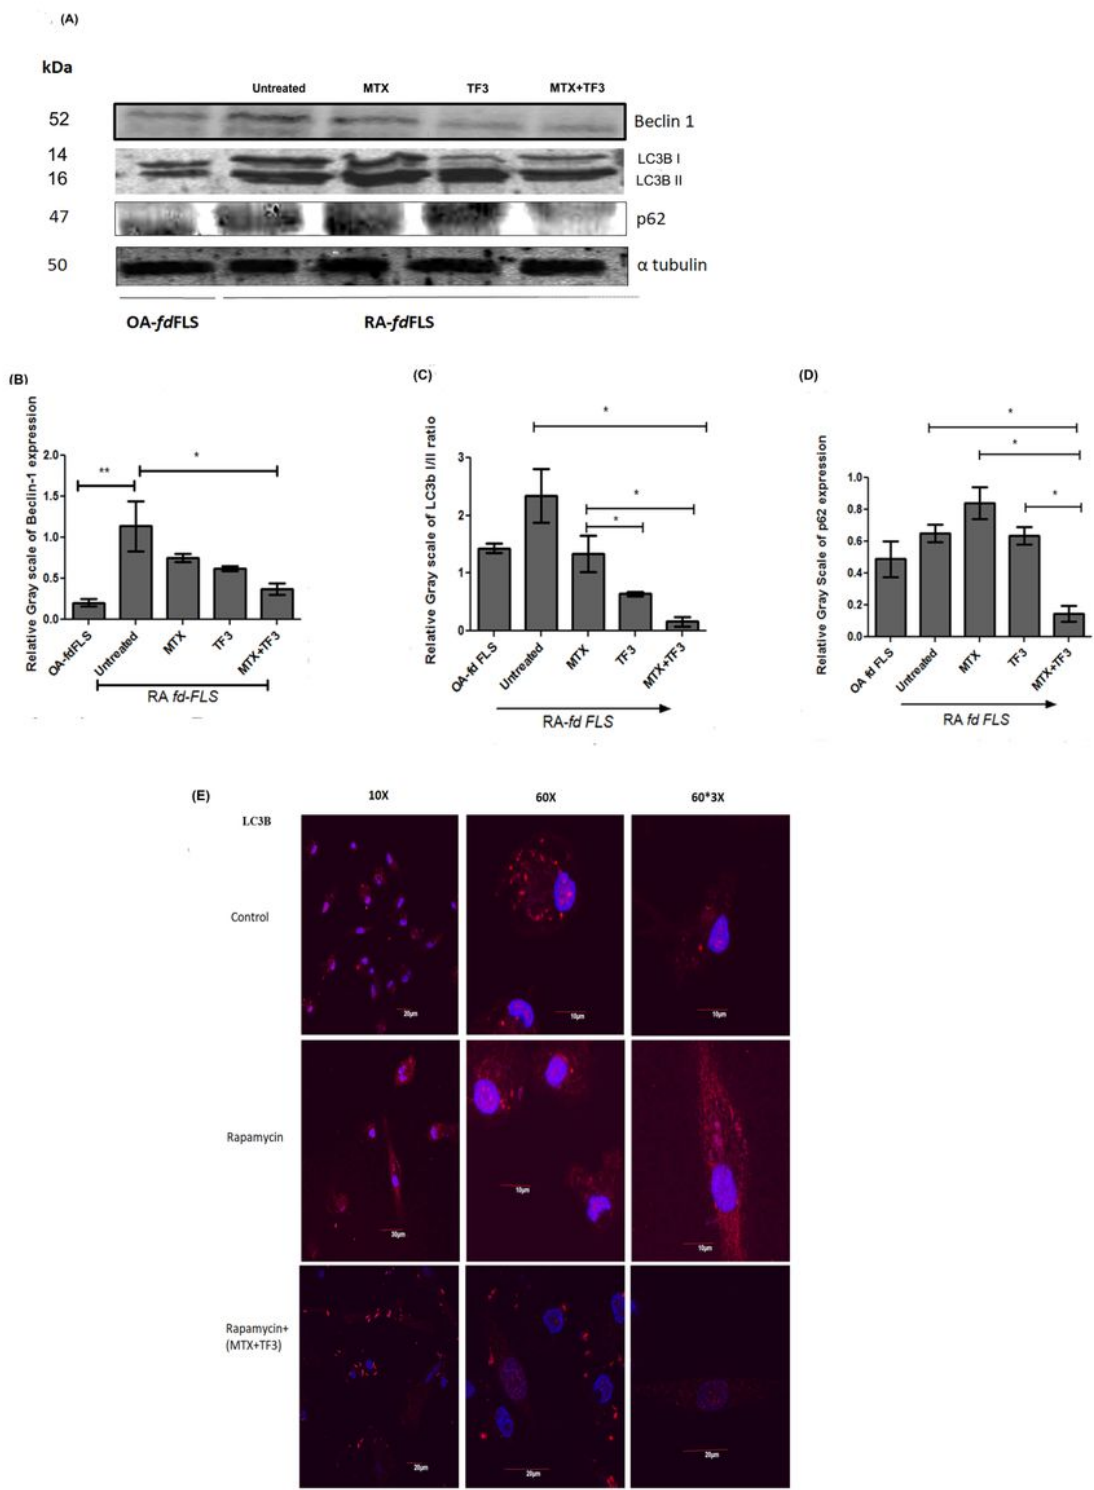 (A)
kDa
Untreated MTX TF3 MTX+TF3
52 Beclin 1
14 LC3B I
16 LC3B II
47 p62
50 α tubulin
OA-fdFLS RA-fdFLS
(B)
Relative Gray scale of Beclin-1 expression
2.0
1.5
1.0
0.5
0.0
** *
OA-fdFLS Untreated MTX TF3 MTX+TF3
RA fd-FLS
(C)
Relative Gray scale of LC3b I/II ratio
3
2
1
0
*
*
*
OA-fd FLS Untreated MTX TF3 MTX+TF3
RA-fd FLS
(D)
Relative Gray Scale of p62 expression
1.0
0.8
0.6
0.4
0.2
0.0
*
*
*
OA fd FLS Untreated MTX TF3 MTX+TF3
RA fd FLS
(E)
10X 60X 60*3X
LC3B
Control
20μm 10μm 10μm
Rapamycin
30μm 10μm 10μm
Rapamycin+
(MTX+TF3)
20μm 20μm 20μm